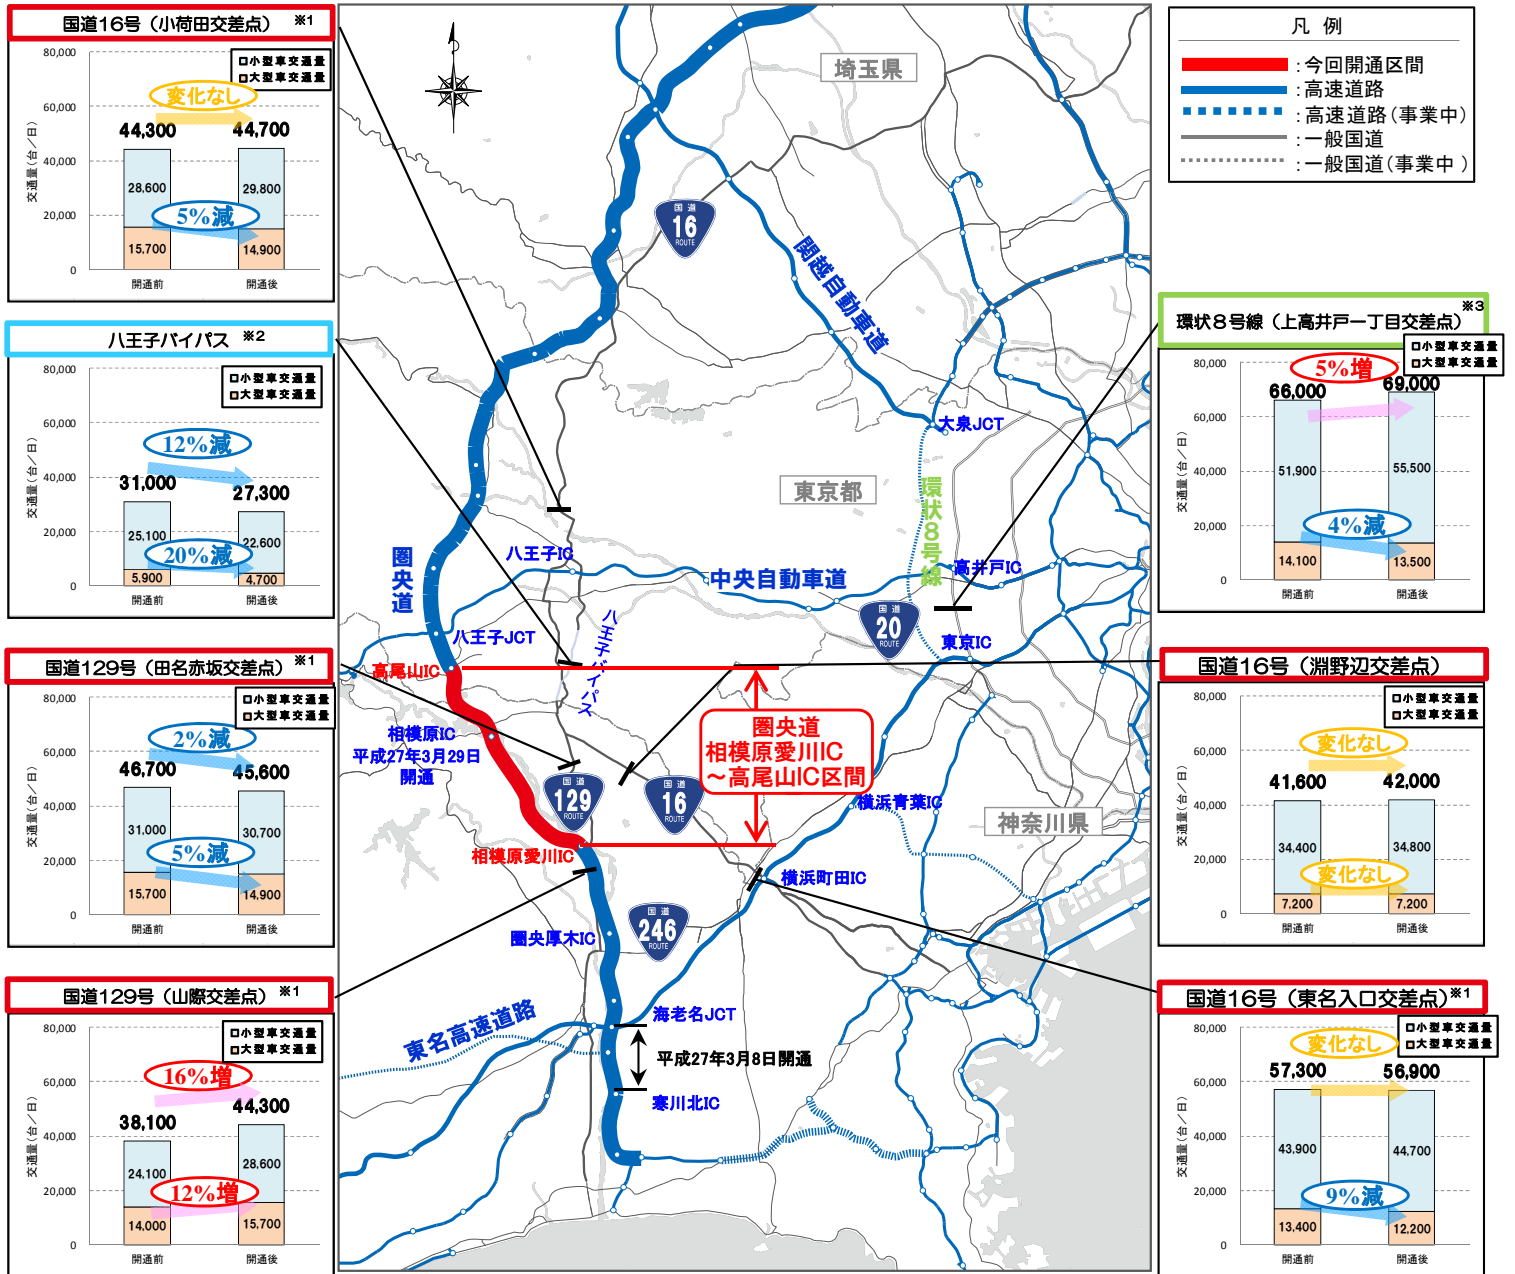 国道16号（小荷田交差点） ※1
80,000
60,000
40,000
20,000
0
交通量（台／日）
□小型車交通量
□大型車交通量
変化なし
44,300
44,700
28,600
29,800
5%減
15,700
14,900
開通前
開通後
八王子バイパス ※2
80,000
60,000
40,000
20,000
0
交通量（台／日）
□小型車交通量
□大型車交通量
12%減
31,000
27,300
25,100
22,600
20%減
5,900
4,700
開通前
開通後
国道129号（田名赤坂交差点） ※1
80,000
60,000
40,000
20,000
0
交通量（台／日）
□小型車交通量
□大型車交通量
2%減
46,700
45,600
31,000
30,700
5%減
15,700
14,900
開通前
開通後
国道129号（山際交差点） ※1
80,000
60,000
40,000
20,000
0
交通量（台／日）
□小型車交通量
□大型車交通量
16%増
38,100
44,300
24,100
28,600
12%増
14,000
15,700
開通前
開通後
埼玉県
国道
16
ROUTE
関越自動車道
大泉JCT
東京都
環状８号線
圏央道
八王子IC
中央自動車道
高井戸IC
国道
20
ROUTE
八王子JCT
八王子バイパス
東京IC
高尾山IC
相模原IC
平成27年3月29日
開通
圏央道
相模原愛川IC
～高尾山IC区間
国道
129
ROUTE
国道
16
ROUTE
横浜青葉IC
神奈川県
相模原愛川IC
横浜町田IC
国道
246
ROUTE
圏央厚木IC
海老名JCT
東名高速道路
平成27年3月8日開通
寒川北IC
凡 例
：今回開通区間
：高速道路
：高速道路（事業中）
：一般国道
：一般国道（事業中 ）
環状８号線（上高井戸一丁目交差点） ※3
80,000
60,000
40,000
20,000
0
交通量（台／日）
□小型車交通量
□大型車交通量
5%増
66,000
69,000
51,900
55,500
4%減
14,100
13,500
開通前
開通後
国道16号（淵野辺交差点）
80,000
60,000
40,000
20,000
0
交通量（台／日）
□小型車交通量
□大型車交通量
変化なし
41,600
42,000
34,400
34,800
変化なし
7,200
7,200
開通前
開通後
国道16号（東名入口交差点） ※1
80,000
60,000
40,000
20,000
0
交通量（台／日）
□小型車交通量
□大型車交通量
変化なし
57,300
56,900
43,900
44,700
9%減
13,400
12,200
開通前
開通後